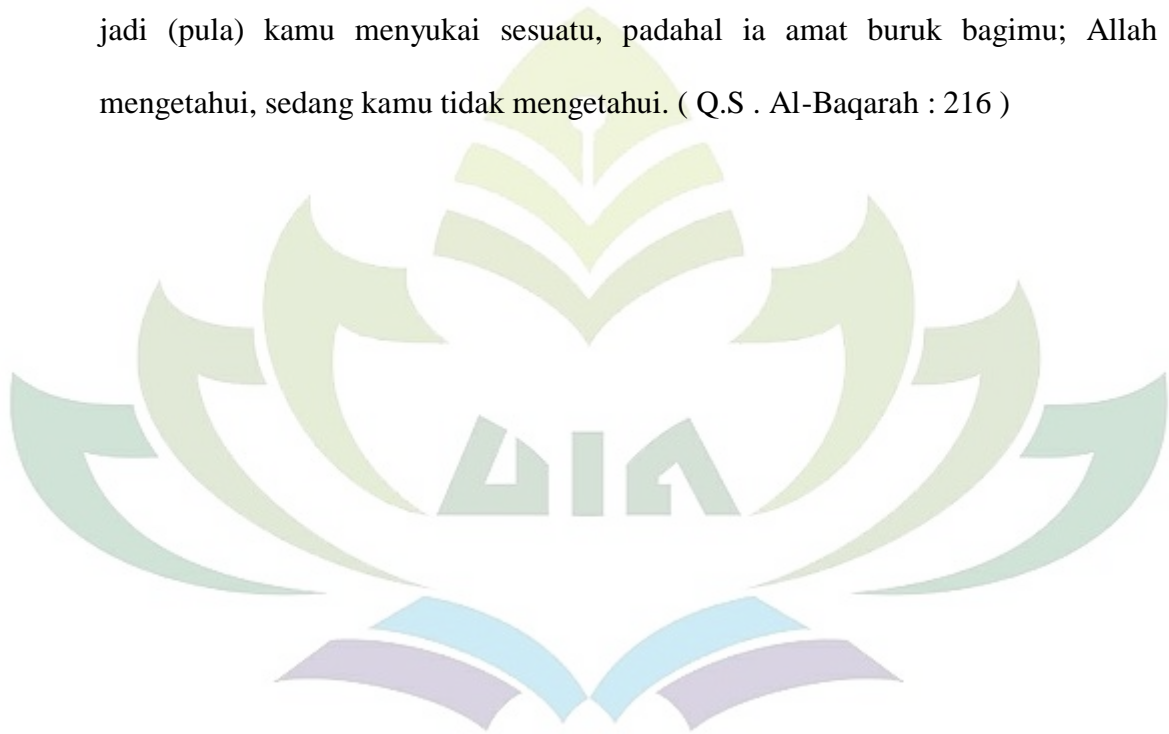 jadi (pula) kamu menyukai sesuatu, padahal ia amat buruk bagimu; Allah
mengetahui, sedang kamu tidak mengetahui. ( Q.S . Al-Baqarah : 216 )
UIN